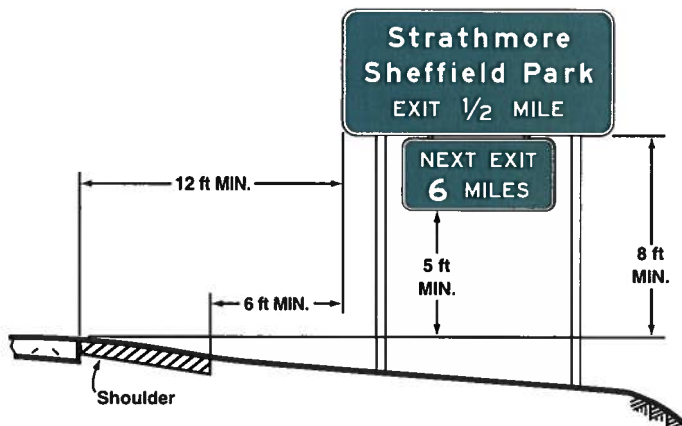 Strathmore
Sheffield Park
EXIT 1/2 MILE
NEXT EXIT
6 MILES
12 ft MIN.
6 ft MIN.
5 ft
MIN.
8 ft
MIN.
Shoulder